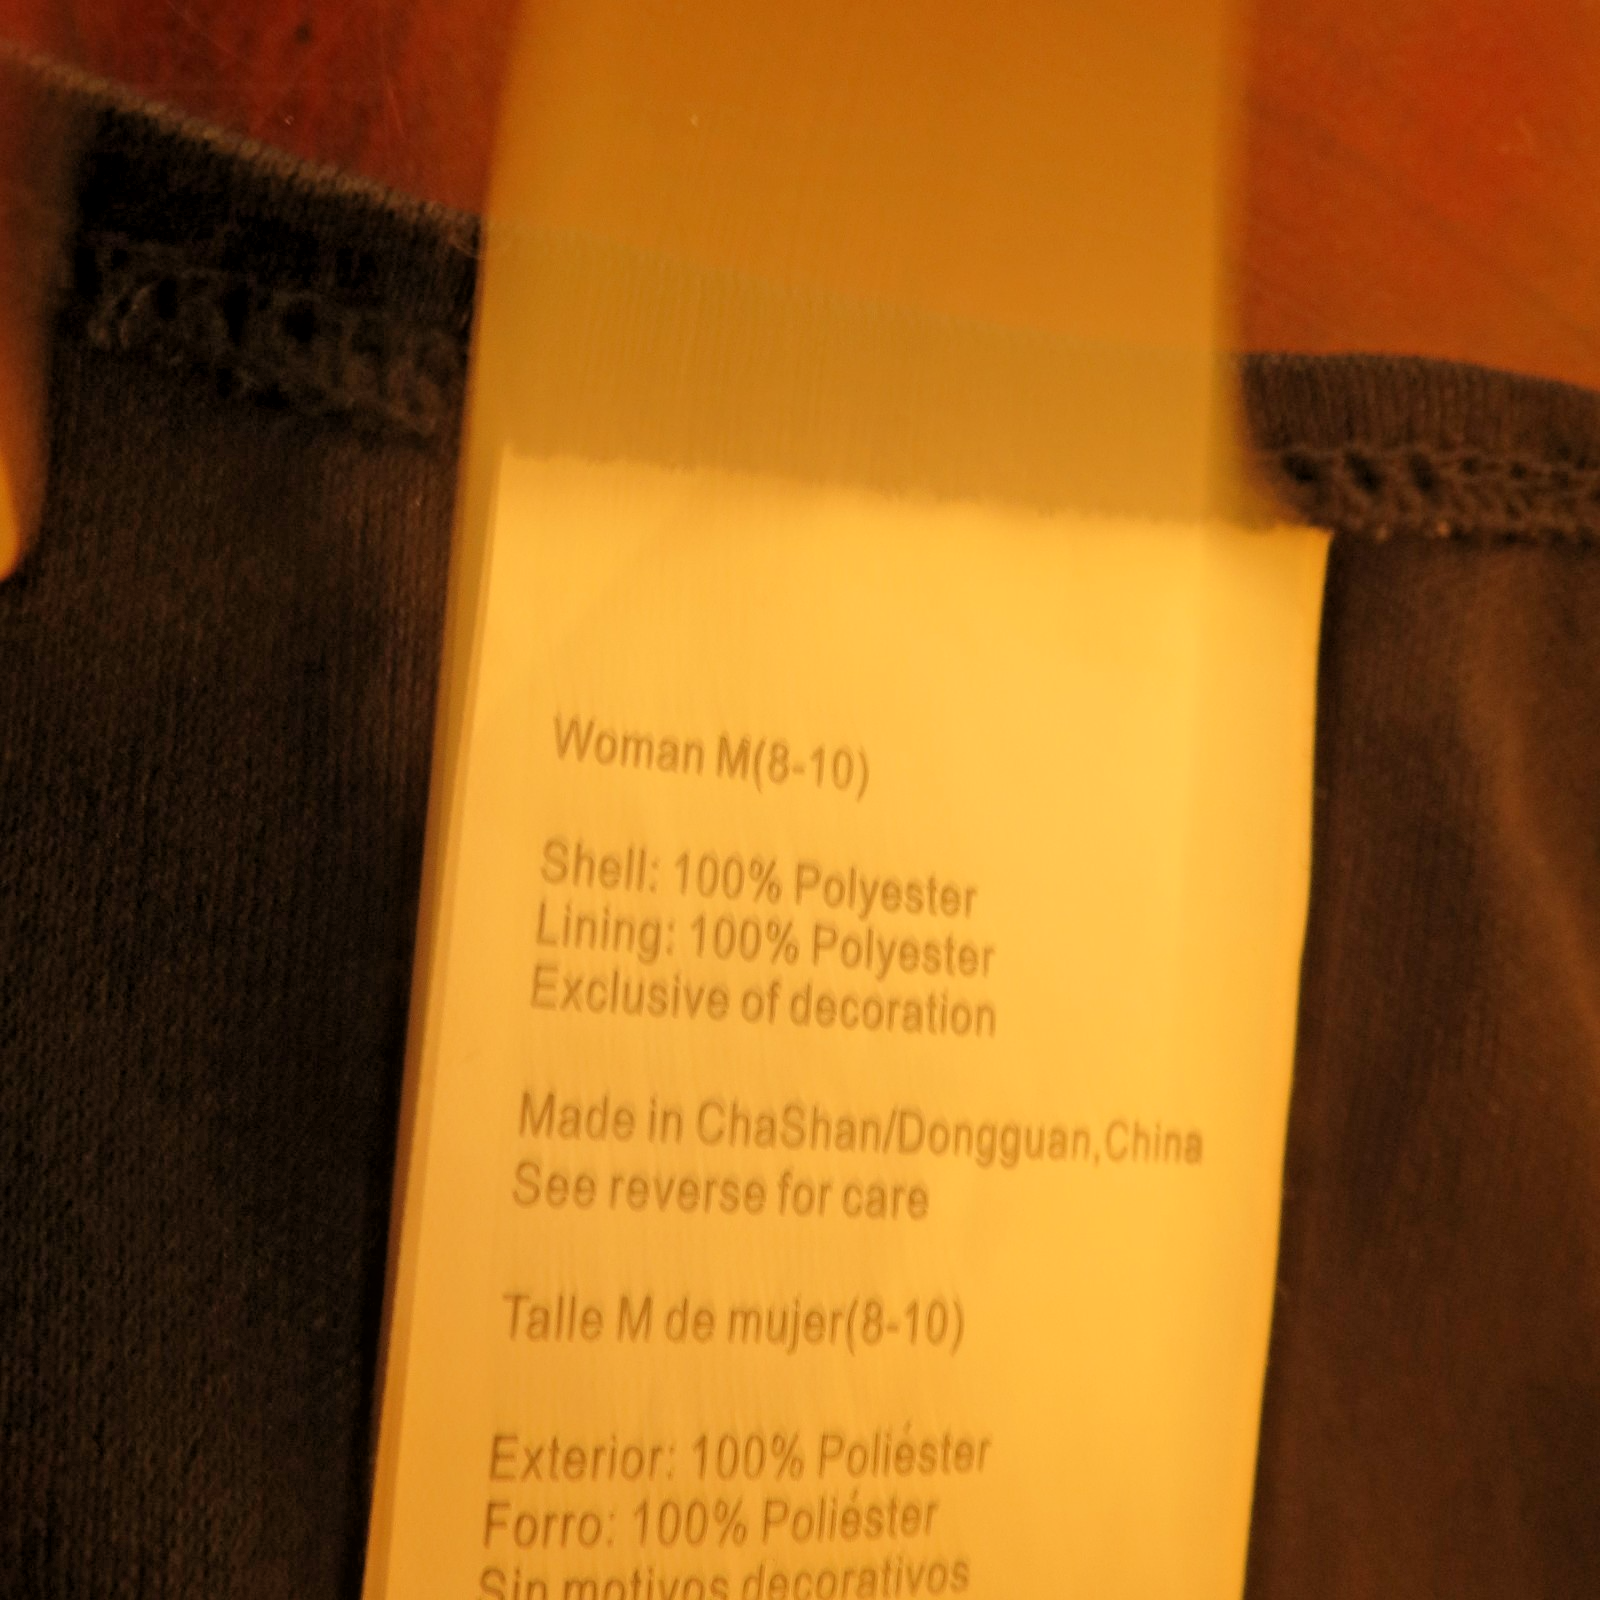 Woman M(8-10)
Shell: 100% Polyester
Lining: 100% Polyester
Exclusive of decoration
Made in ChaShan/Dongguan,China
See reverse for care
Talle M de mujer(8-10)
Exterior: 100% Poliéster
Forro: 100% Poliéster
Sin motivos decorativos